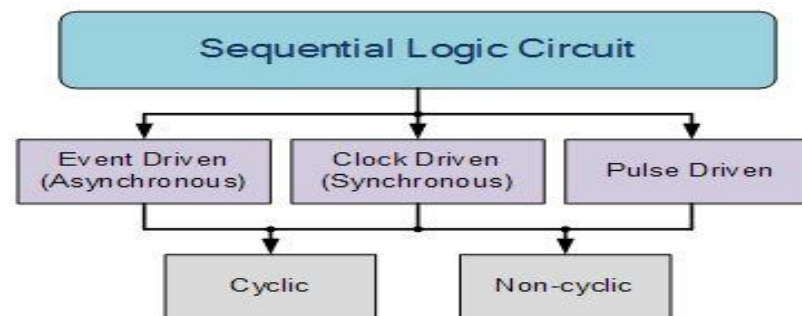 Sequential Logic Circuit
Event Driven
(Asynchronous)
Clock Driven
(Synchronous)
Pulse Driven
Cyclic
Non-cyclic